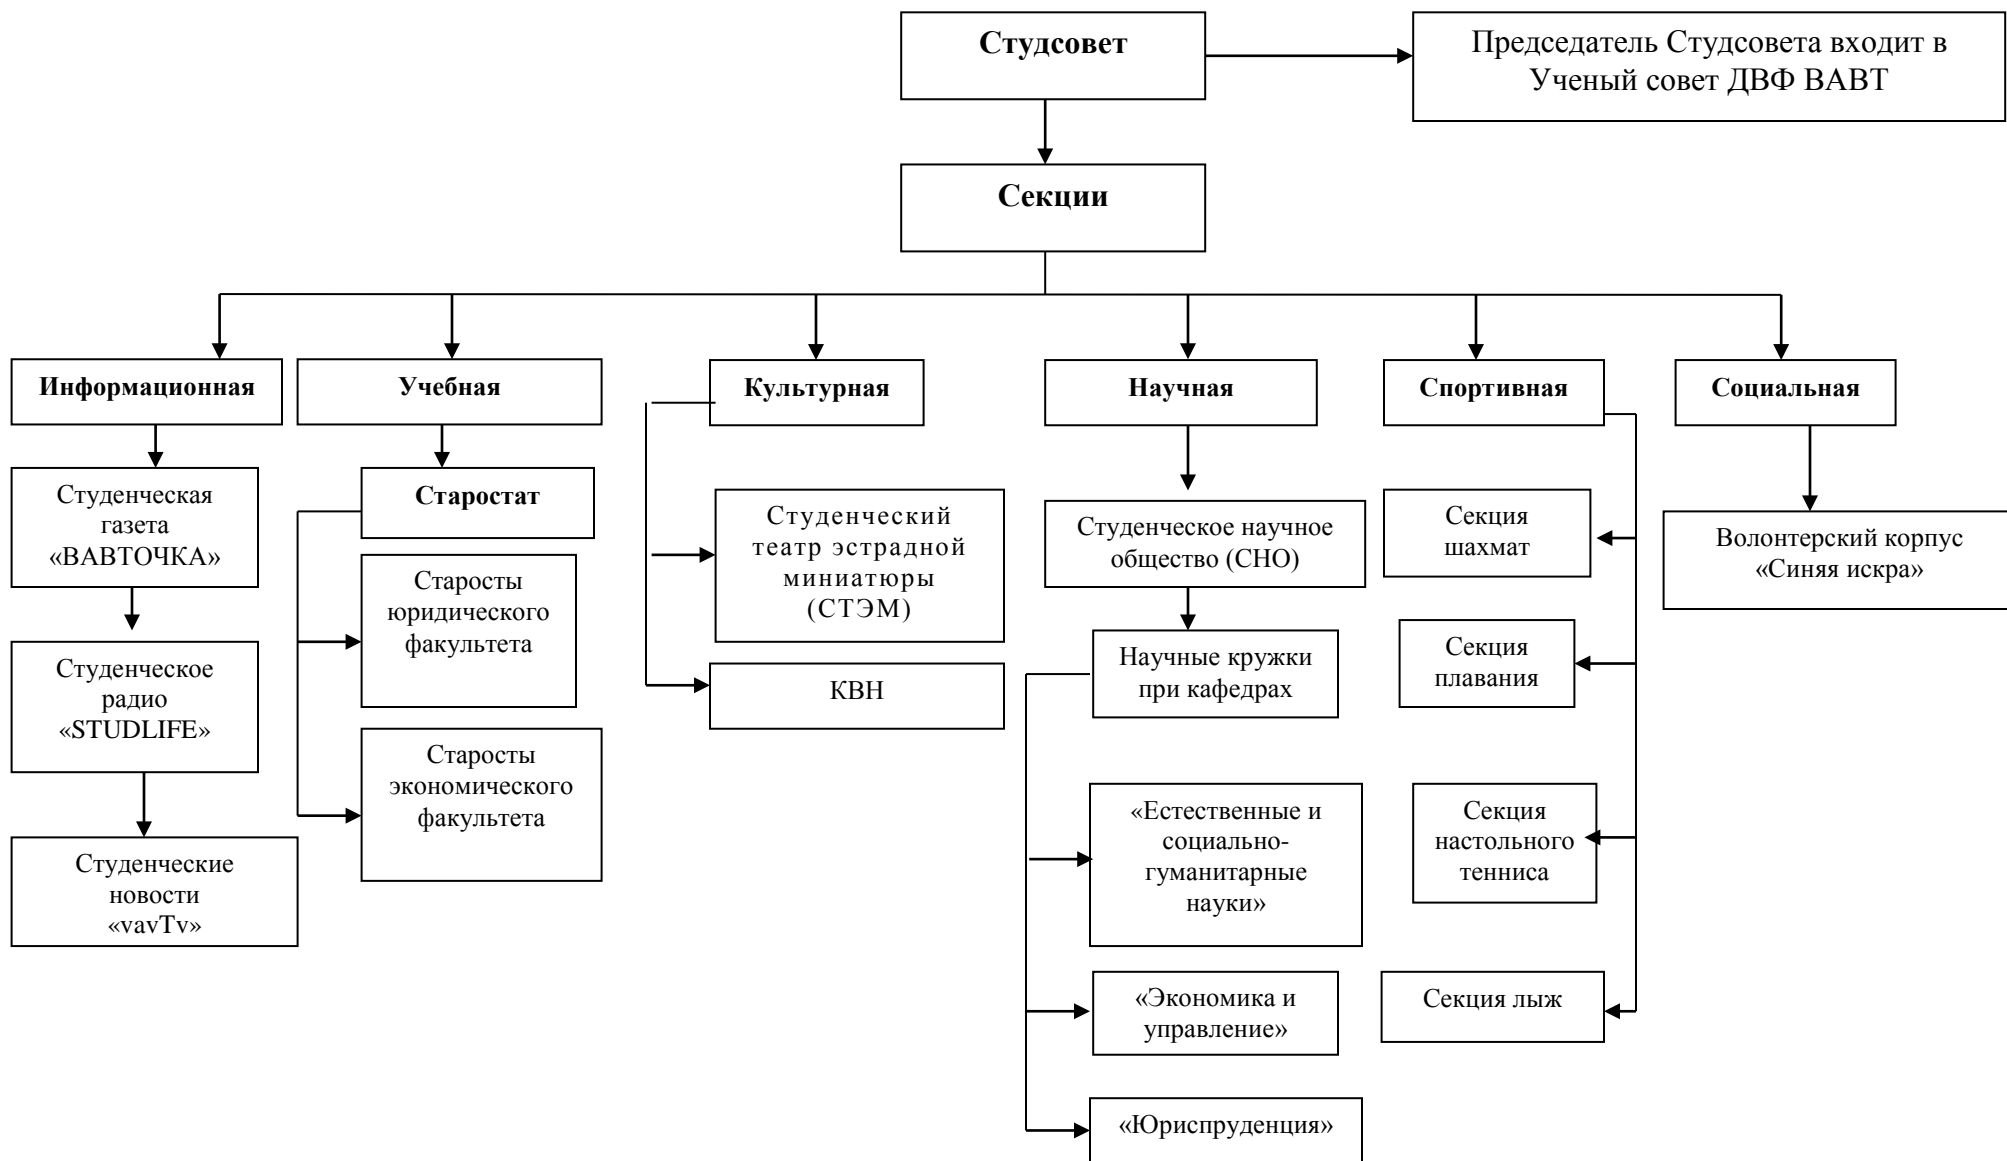 Студсовет
Председатель Студсовета входит в
Ученый совет ДВФ ВАВТ
Секции
Информационная
Учебная
Культурная
Научная
Спортивная
Социальная
Студенческая
газета
«ВАВТОЧКА»
Студенческое
радио
«STUDLIFE»
Студенческие
новости
«vavTv»
Старостат
Старосты
юридического
факультета
Старосты
экономического
факультета
Студенческий
театр эстрадной
миниатюры
(СТЭМ)
КВН
Студенческое научное
общество (СНО)
Научные кружки
при кафедрах
«Естественные и
социально-
гуманитарные
науки»
«Экономика и
управление»
«Юриспруденция»
Секция
шахмат
Секция
плавания
Секция
настольного
тенниса
Секция лыж
Волонтерский корпус
«Синяя искра»